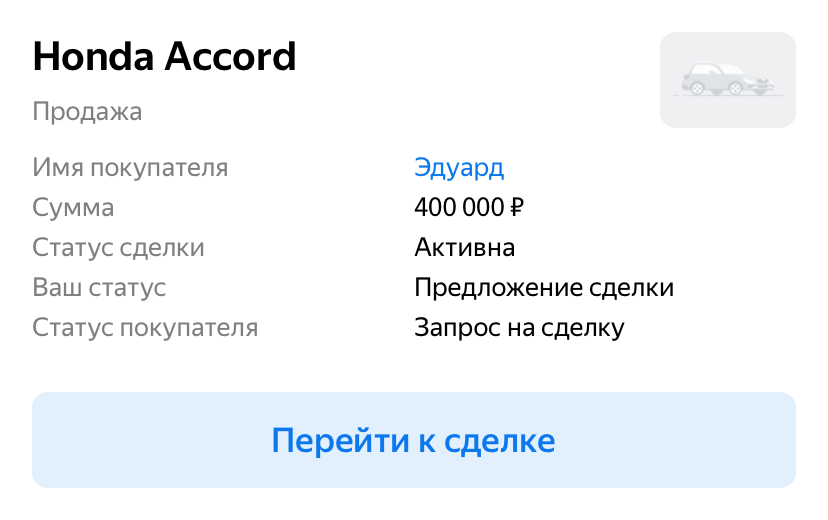 Honda Accord
Продажа
Имя покупателя Эдуард
Сумма 400 000 ₽
Статус сделки Активна
Ваш статус Предложение сделки
Статус покупателя Запрос на сделку
Перейти к сделке